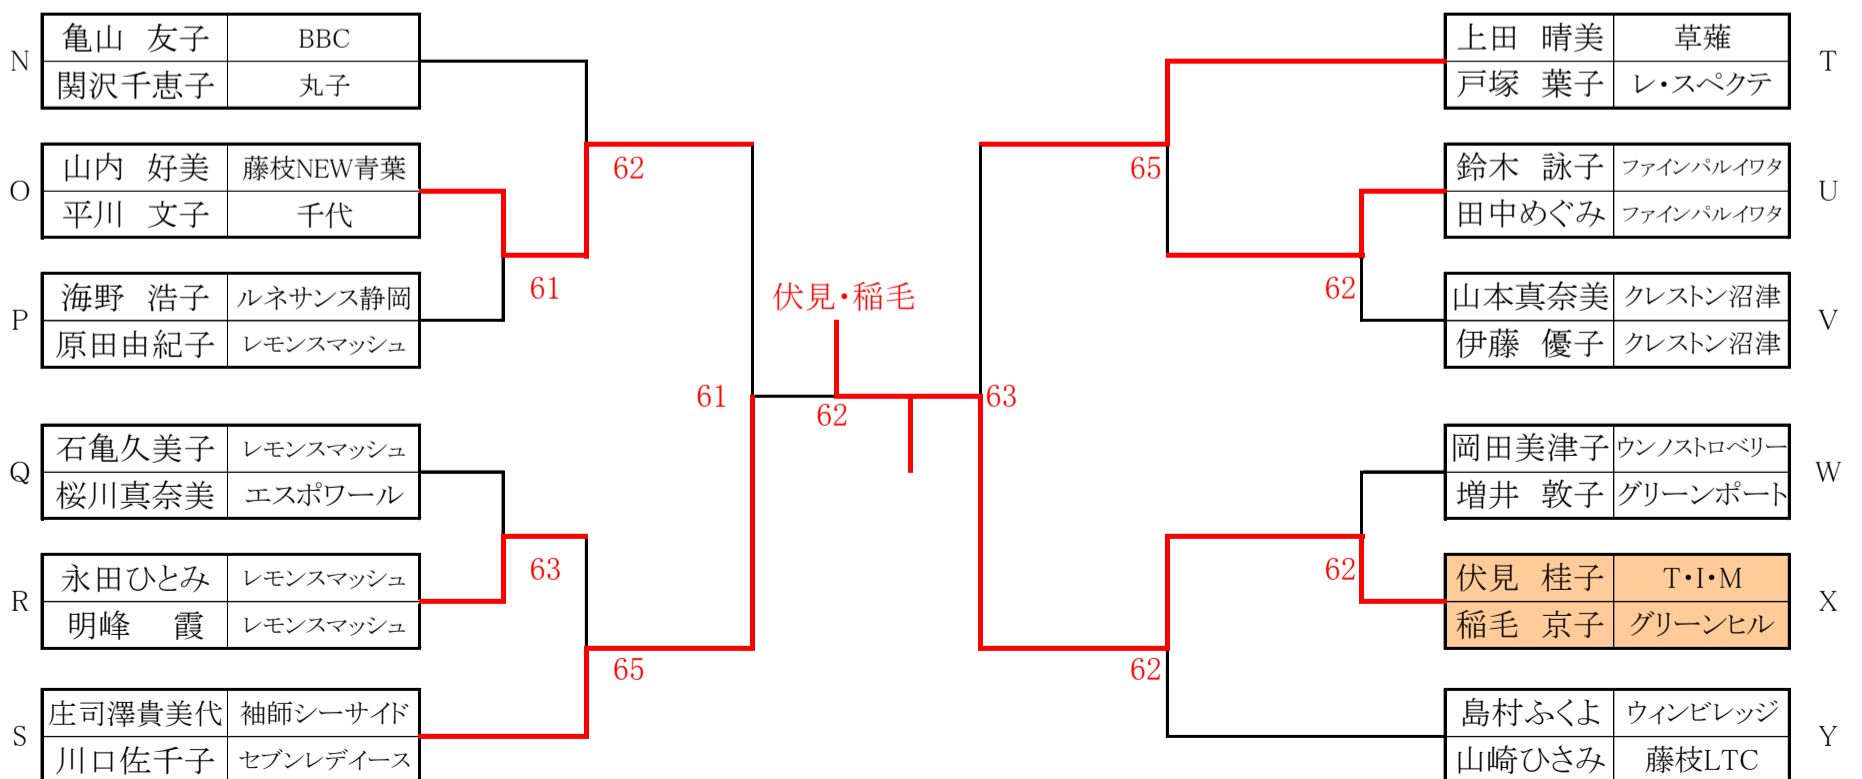 N 亀山 友子 BBC
関沢千恵子 丸子
O 山内 好美 藤枝NEW青葉
平川 文子 千代
P 海野 浩子 ルネサンス静岡
原田由紀子 レモンスマッシュ
Q 石亀久美子 レモンスマッシュ
桜川真奈美 エスポワール
R 永田ひとみ レモンスマッシュ
明峰 霞 レモンスマッシュ
S 庄司澤貴美代 袖師シーサイド
川口佐千子 セブンレデイース
62
61
61
63
65
伏見・稲毛
62
63
65
62
62
62
上田 晴美 草薙 T
戸塚 葉子 レ・スペクテ
鈴木 詠子 ファインパルイワタ U
田中めぐみ ファインパルイワタ
山本真奈美 クレストン沼津 V
伊藤 優子 クレストン沼津
岡田美津子 ウンノストロベリー W
増井 敦子 グリーンポート
伏見 桂子 T・I・M X
稲毛 京子 グリーンヒル
島村ふくよ ウィンビレッジ Y
山崎ひさみ 藤枝LTC